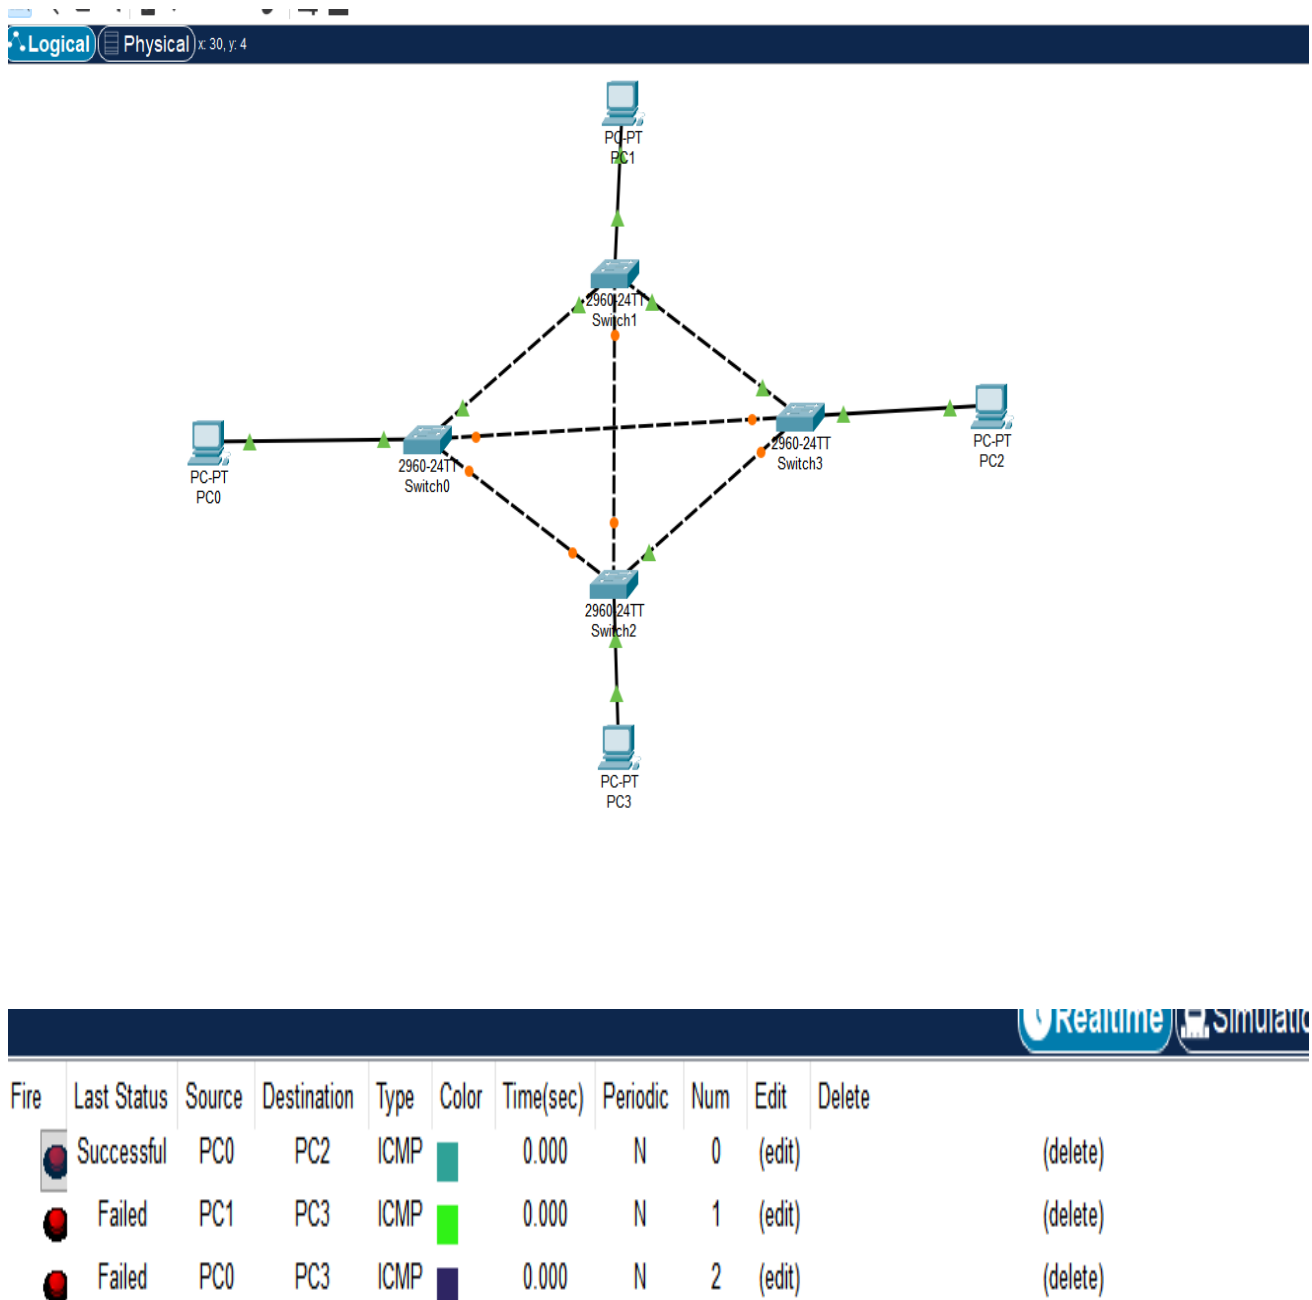 Logical Physical x: 30, y: 4
PC-PT
PC1
2960-24TT
Switch1
PC-PT
PC2
2960-24TT
Switch3
PC-PT
PC0
2960-24TT
Switch0
2960-24TT
Switch2
PC-PT
PC3
Realtime Simulatio
Fire Last Status Source Destination Type Color Time(sec) Periodic Num Edit Delete
Successful PC0 PC2 ICMP 0.000 N 0 (edit) (delete)
Failed PC1 PC3 ICMP 0.000 N 1 (edit) (delete)
Failed PC0 PC3 ICMP 0.000 N 2 (edit) (delete)